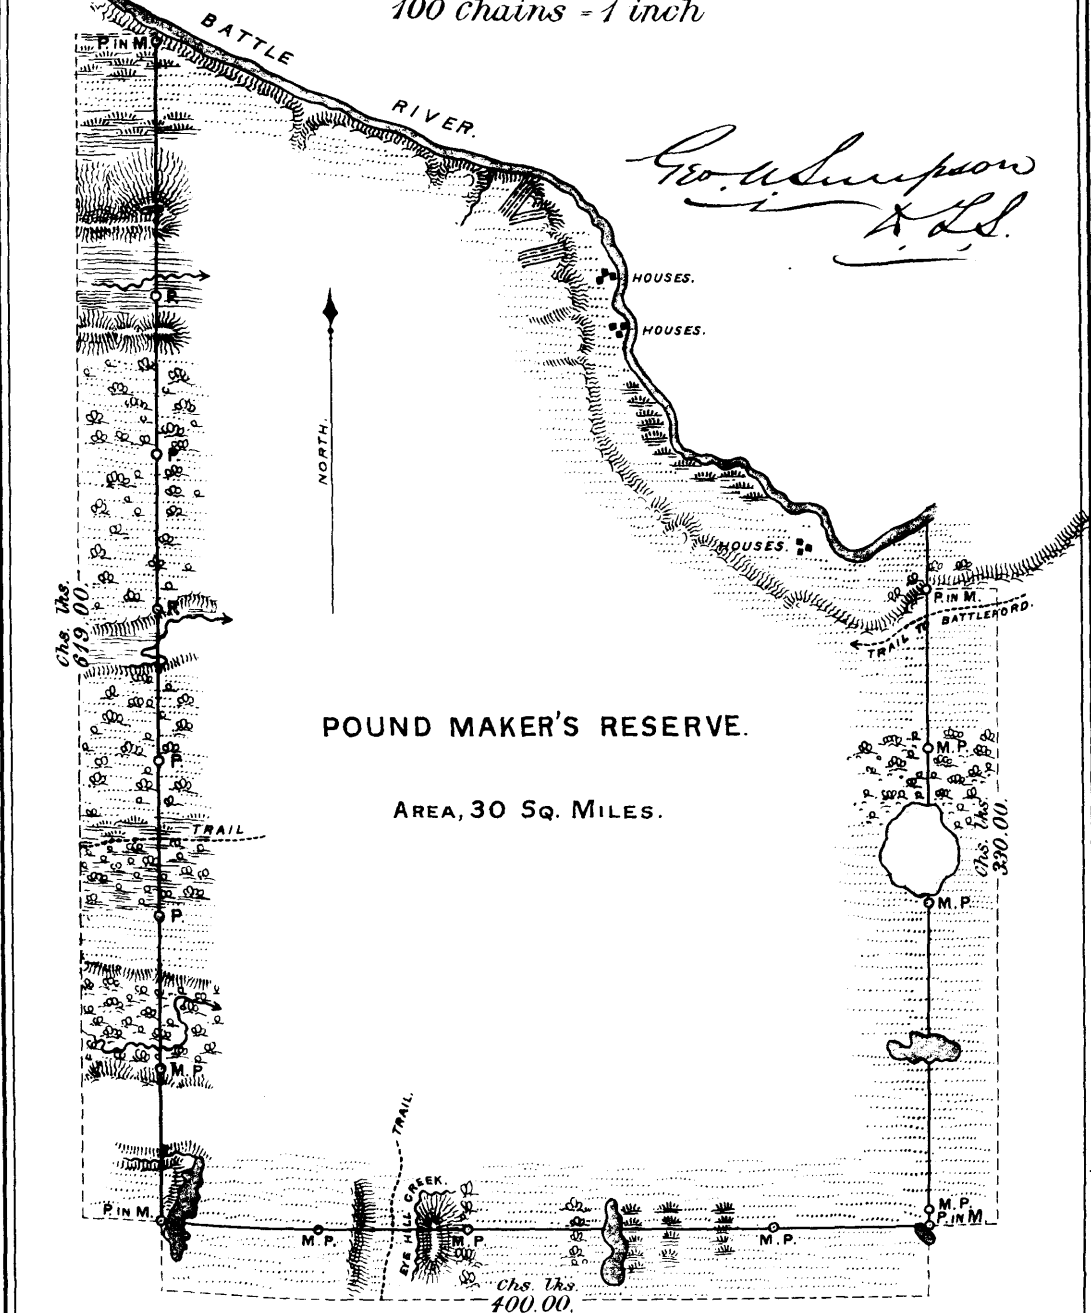 100 chains = 1 inch
BATTLE
RIVER.
P. IN M.
Geo. A Simpson
D. L. S.
HOUSES.
P.
HOUSES.
NORTH.
P.
HOUSES.
P. IN M.
TRAIL TO BATTLEFORD.
P.
Chs. lks.
619.00.
POUND MAKER'S RESERVE.
M.P.
P.
AREA, 30 SQ. MILES.
TRAIL
Chs. lks.
330.00.
P.
M.P.
M.P.
TRAIL.
EYE HILL CREEK.
P. IN M.
M.P.
P. IN M.
M.P.
M.P.
M.P.
Chs. lks.
400.00.